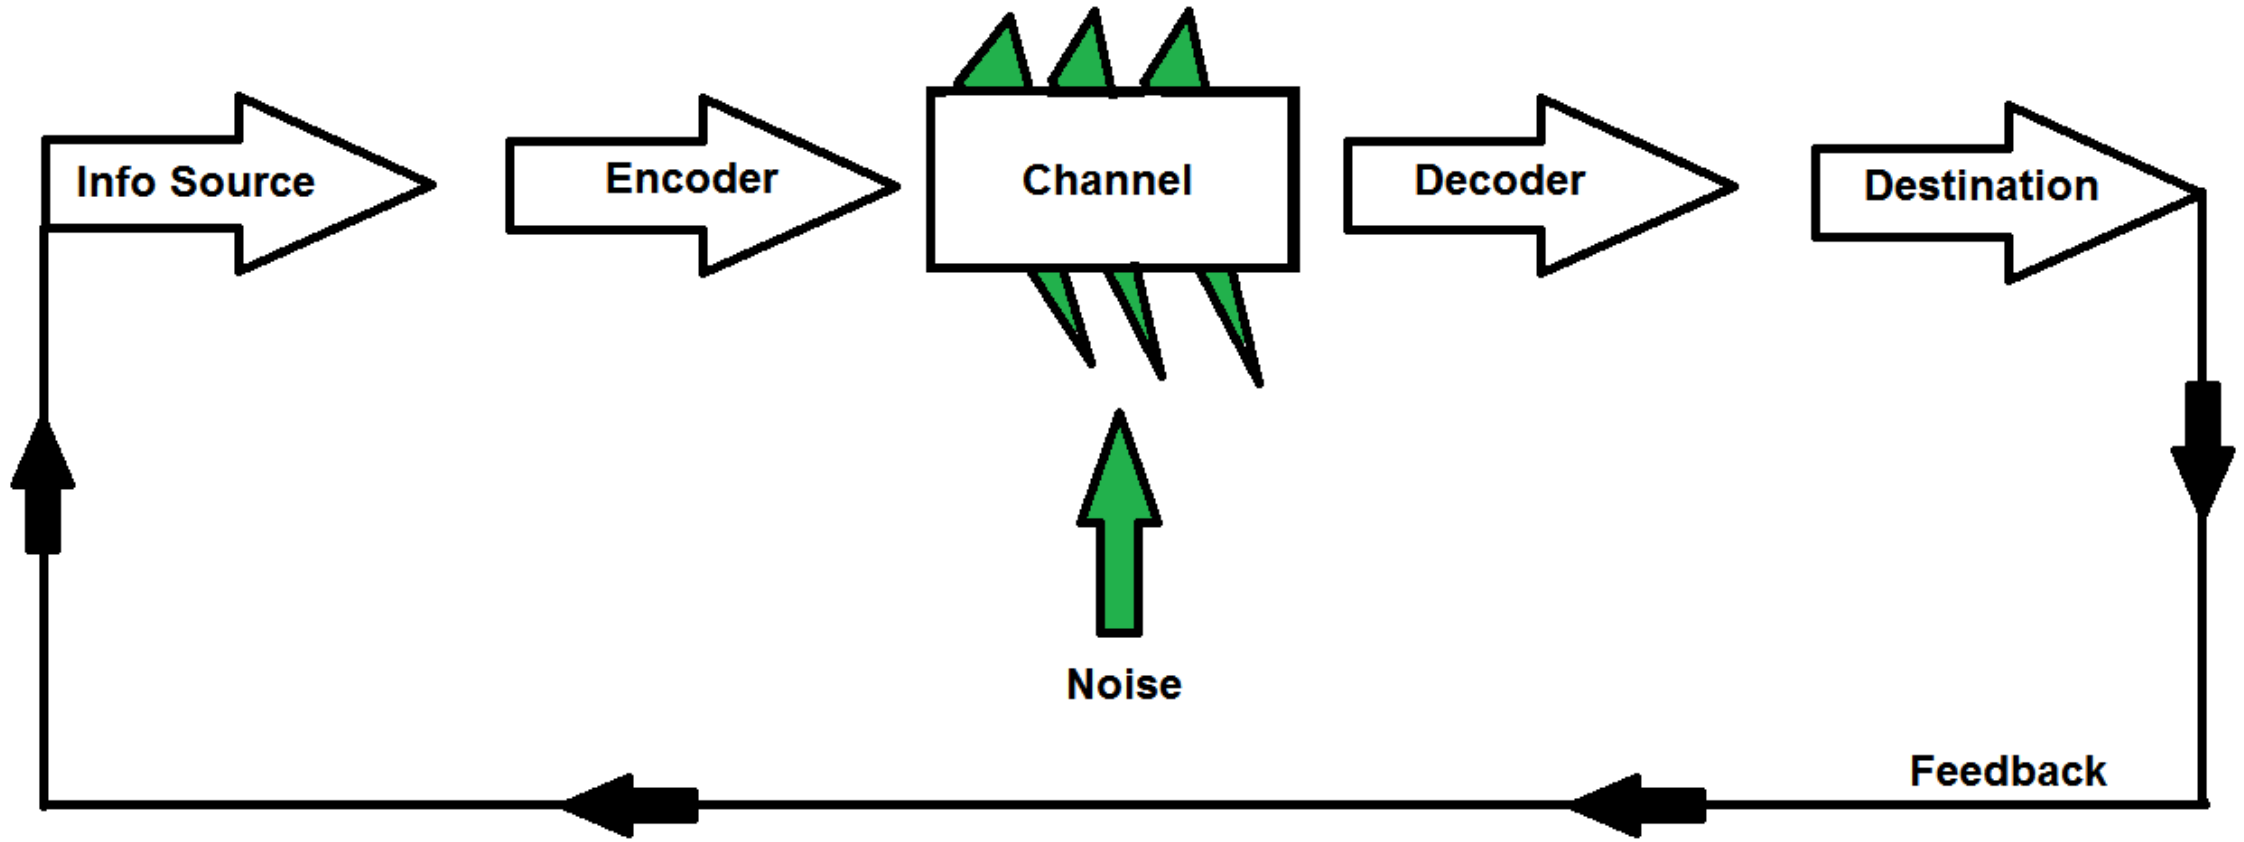 Info Source
Encoder
Channel
Decoder
Destination
Noise
Feedback